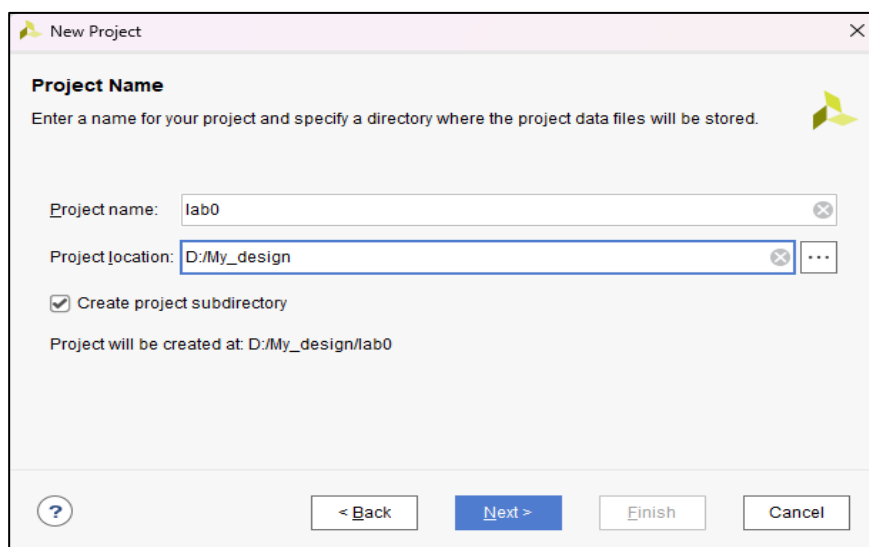 New Project
Project Name
Enter a name for your project and specify a directory where the project data files will be stored.
Project name: lab0
Project location: D:/My_design ...
Create project subdirectory
Project will be created at: D:/My_design/lab0
? < Back Next > Finish Cancel